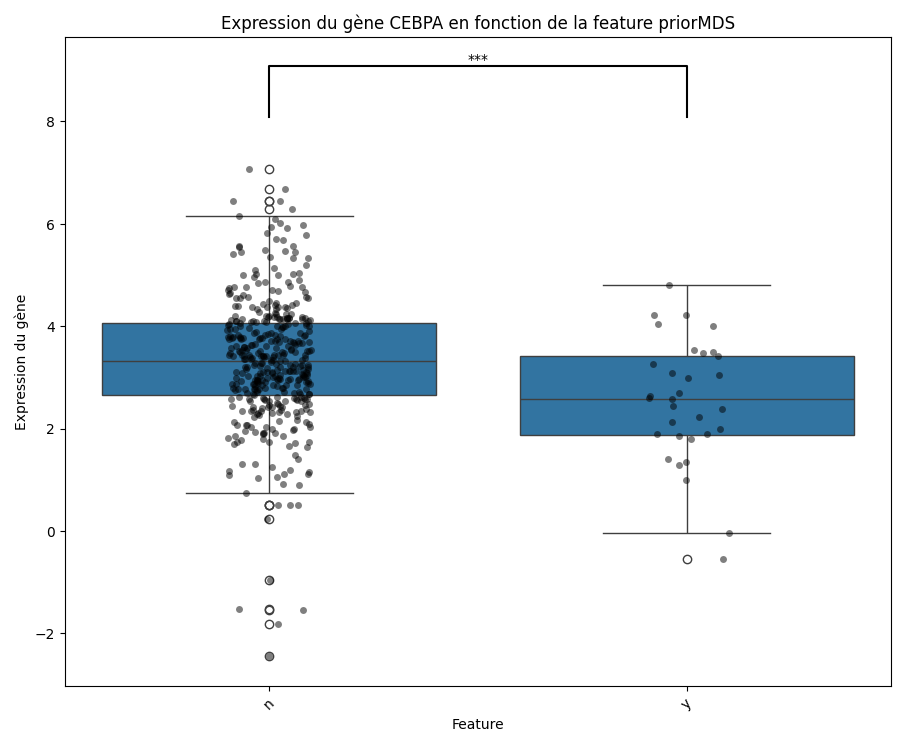 Expression du gène CEBPA en fonction de la feature priorMDS
***
8
6
4
2
0
−2
Expression du gène
n
y
Feature